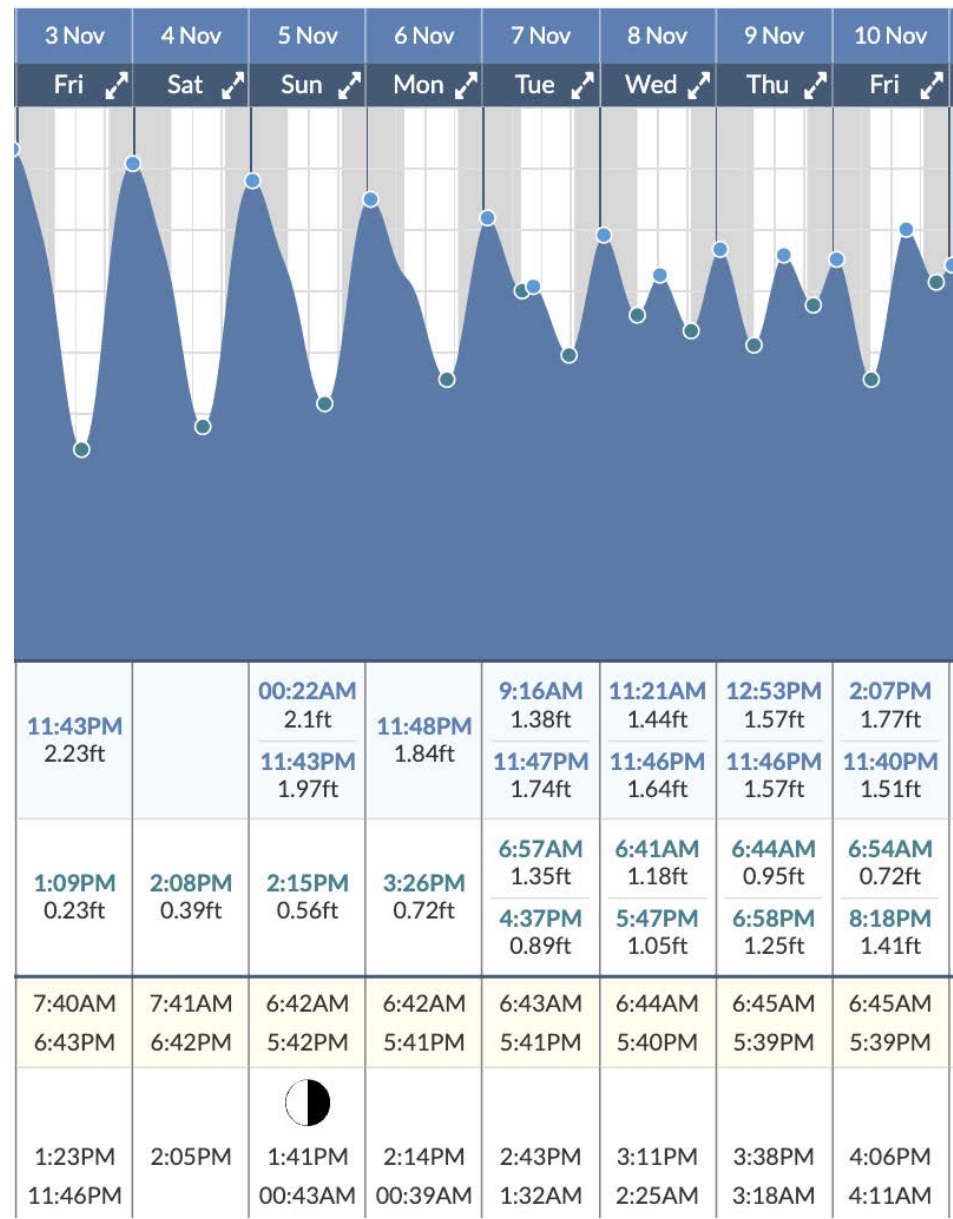 3 Nov 4 Nov 5 Nov 6 Nov 7 Nov 8 Nov 9 Nov 10 Nov
Fri Sat Sun Mon Tue Wed Thu Fri
00:22AM 9:16AM 11:21AM 12:53PM 2:07PM
2.1ft 1.38ft 1.44ft 1.57ft 1.77ft
11:43PM 11:48PM
2.23ft 1.84ft
11:43PM 11:47PM 11:46PM 11:46PM 11:40PM
1.97ft 1.74ft 1.64ft 1.57ft 1.51ft
6:57AM 6:41AM 6:44AM 6:54AM
1.35ft 1.18ft 0.95ft 0.72ft
1:09PM 2:08PM 2:15PM 3:26PM
0.23ft 0.39ft 0.56ft 0.72ft
4:37PM 5:47PM 6:58PM 8:18PM
0.89ft 1.05ft 1.25ft 1.41ft
7:40AM 7:41AM 6:42AM 6:42AM 6:43AM 6:44AM 6:45AM 6:45AM
6:43PM 6:42PM 5:42PM 5:41PM 5:41PM 5:40PM 5:39PM 5:39PM
1:23PM 2:05PM 1:41PM 2:14PM 2:43PM 3:11PM 3:38PM 4:06PM
11:46PM 00:43AM 00:39AM 1:32AM 2:25AM 3:18AM 4:11AM